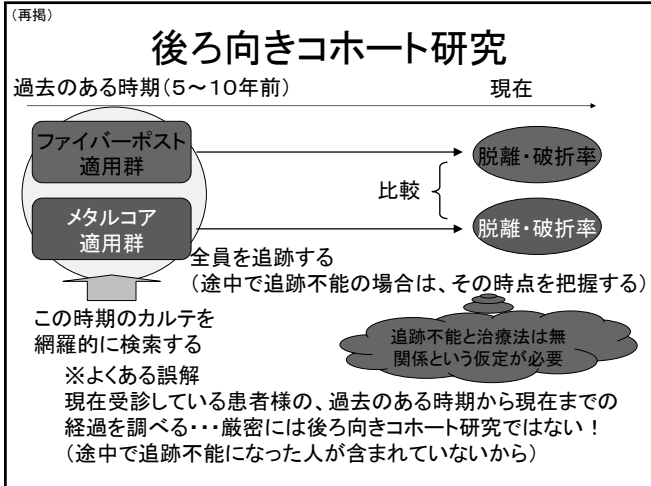 (再掲)
後ろ向きコホート研究
過去のある時期(5~10年前)
現在
ファイバーポスト
適用群
脱離・破折率
比較
メタルコア
適用群
脱離・破折率
全員を追跡する
(途中で追跡不能の場合は、その時点を把握する)
この時期のカルテを
網羅的に検索する
追跡不能と治療法は無
関係という仮定が必要
※よくある誤解
現在受診している患者様の、過去のある時期から現在までの
経過を調べる・・・厳密には後ろ向きコホート研究ではない!
(途中で追跡不能になった人が含まれていないから)